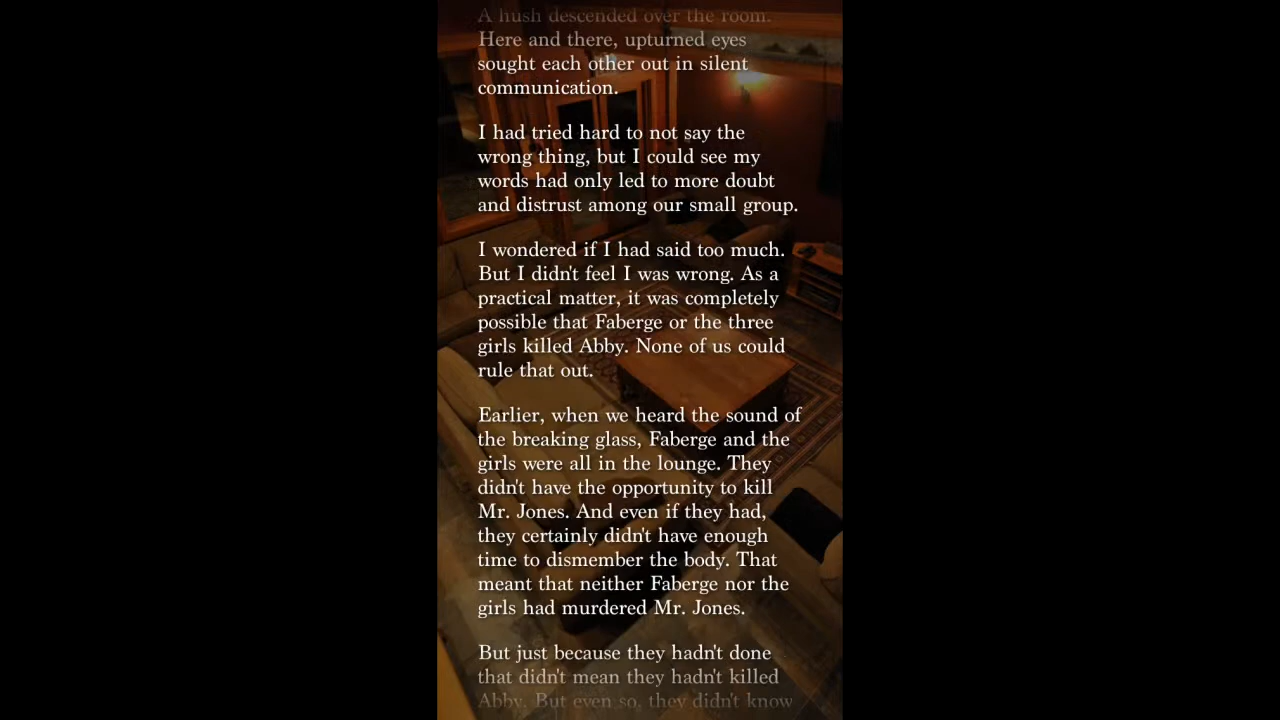 A hush descended over the room.
Here and there, upturned eyes
sought each other out in silent
communication.
I had tried hard to not say the
wrong thing, but I could see my
words had only led to more doubt
and distrust among our small group.
I wondered if I had said too much.
But I didn't feel I was wrong. As a
practical matter, it was completely
possible that Faberge or the three
girls killed Abby. None of us could
rule that out.
Earlier, when we heard the sound of
the breaking glass, Faberge and the
girls were all in the lounge. They
didn't have the opportunity to kill
Mr. Jones. And even if they had,
they certainly didn't have enough
time to dismember the body. That
meant that neither Faberge nor the
girls had murdered Mr. Jones.
But just because they hadn't done
that didn't mean they hadn't killed
Abby. But even so, they didn't know